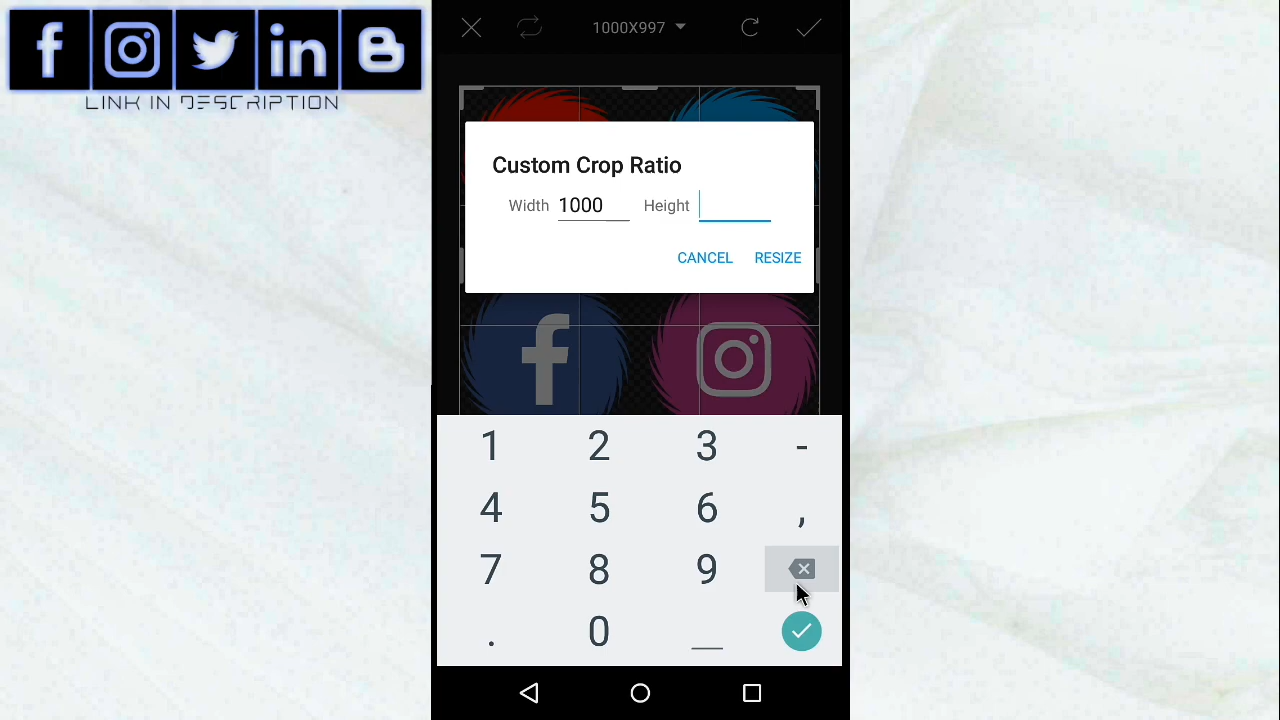 LINK IN DESCRIPTION
1000X997
Custom Crop Ratio
Width 1000 Height
CANCEL RESIZE
1 2 3 -
4 5 6 ,
7 8 9
. 0 _